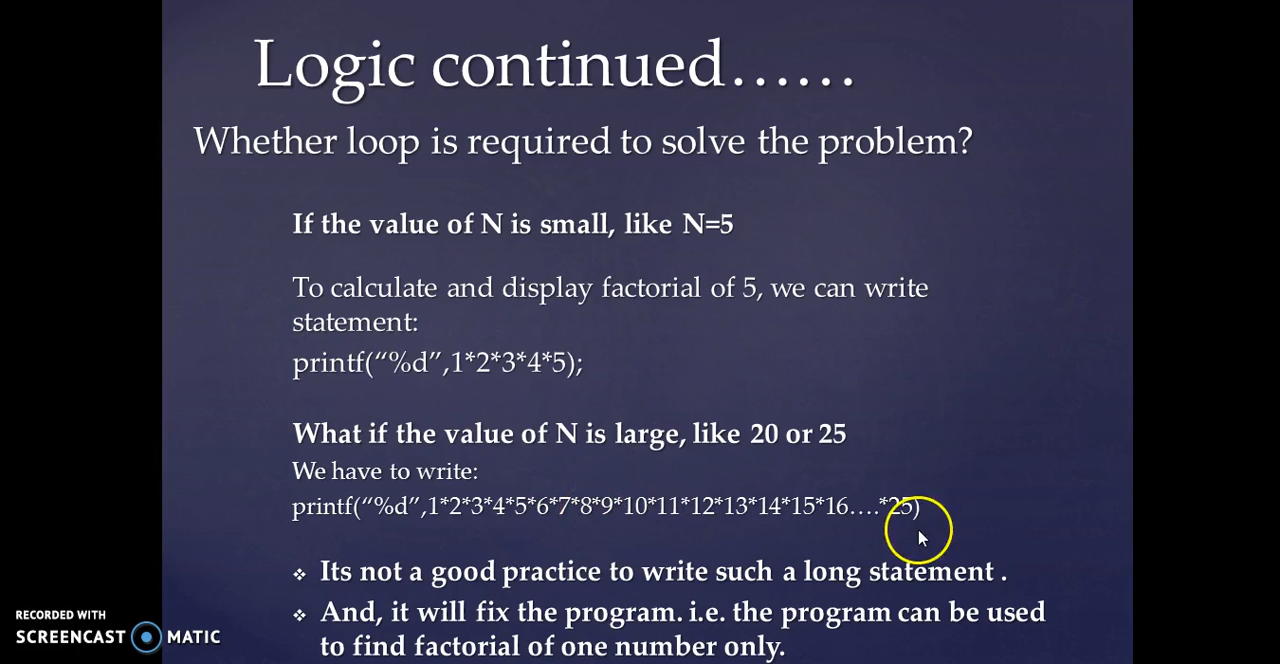 Logic continued……
Whether loop is required to solve the problem?
If the value of N is small, like N=5
To calculate and display factorial of 5, we can write
statement:
printf(“%d”,1*2*3*4*5);
What if the value of N is large, like 20 or 25
We have to write:
printf(“%d”,1*2*3*4*5*6*7*8*9*10*11*12*13*14*15*16….*25)
❖ Its not a good practice to write such a long statement .
❖ And, it will fix the program. i.e. the program can be used
to find factorial of one number only.
RECORDED WITH
SCREENCAST MATIC